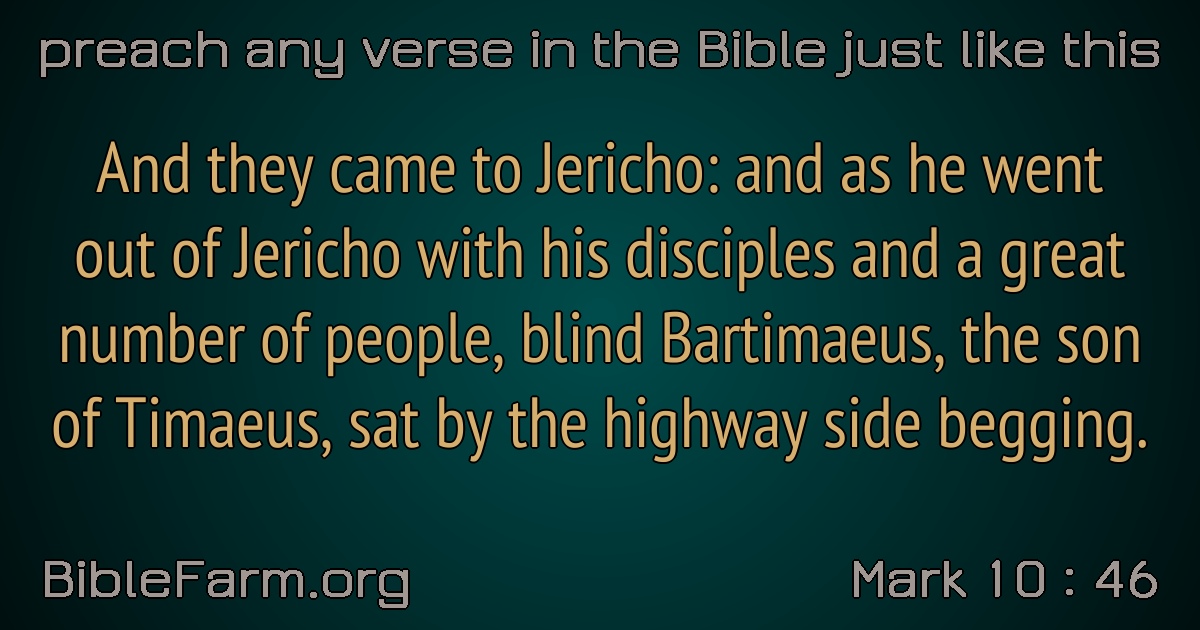 preach any verse in the Bible just like this
And they came to Jericho: and as he went
out of Jericho with his disciples and a great
number of people, blind Bartimaeus, the son
of Timaeus, sat by the highway side begging.
BibleFarm.org
Mark 10 : 46